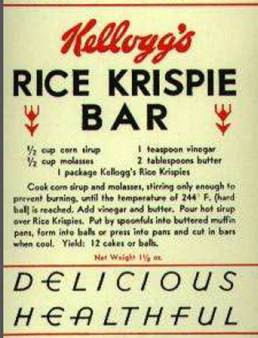 Kellogg's
RICE KRISPIE
BAR
½ cup corn sirup 1 teaspoon vinegar
½ cup molasses 2 tablespoons butter
1 package Kellogg's Rice Krispies
Cook corn sirup and molasses, stirring only enough to
prevent burning, until the temperature of 244° F. (hard
ball) is reached. Add vinegar and butter. Pour hot sirup
over Rice Krispies. Put by spoonfuls into buttered muffin
pans, form into balls or press into pans and cut in bars
when cool. Yield: 12 cakes or balls.
Net Weight 1⅛ oz.
DELICIOUS
HEALTHFUL